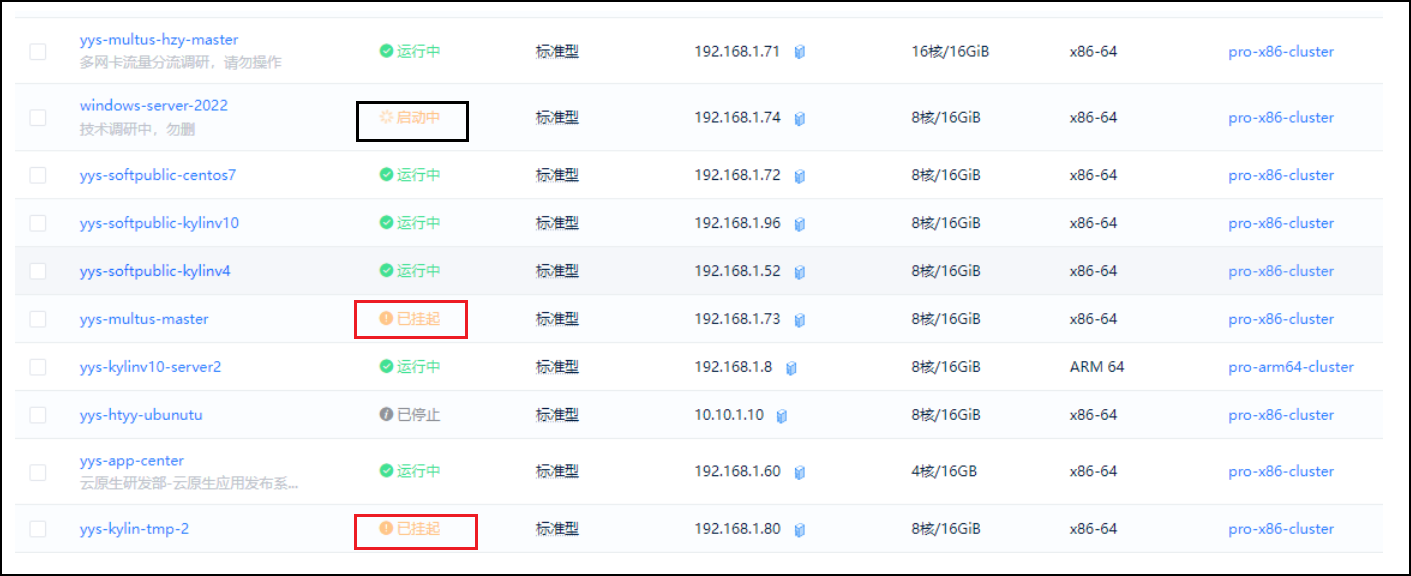 yys-multus-hzy-master 运行中 标准型 192.168.1.71 16核/16GiB x86-64 pro-x86-cluster
多网卡流量分流调研，请勿操作
windows-server-2022 启动中 标准型 192.168.1.74 8核/16GiB x86-64 pro-x86-cluster
技术调研中，勿删
yys-softpublic-centos7 运行中 标准型 192.168.1.72 8核/16GiB x86-64 pro-x86-cluster
yys-softpublic-kylinv10 运行中 标准型 192.168.1.96 8核/16GiB x86-64 pro-x86-cluster
yys-softpublic-kylinv4 运行中 标准型 192.168.1.52 8核/16GiB x86-64 pro-x86-cluster
yys-multus-master 已挂起 标准型 192.168.1.73 8核/16GiB x86-64 pro-x86-cluster
yys-kylinv10-server2 运行中 标准型 192.168.1.8 8核/16GiB ARM 64 pro-arm64-cluster
yys-htyy-ubunutu 已停止 标准型 10.10.1.10 8核/16GiB x86-64 pro-x86-cluster
yys-app-center 运行中 标准型 192.168.1.60 4核/16GB x86-64 pro-x86-cluster
云原生研发部-云原生应用发布系...
yys-kylin-tmp-2 已挂起 标准型 192.168.1.80 8核/16GiB x86-64 pro-x86-cluster